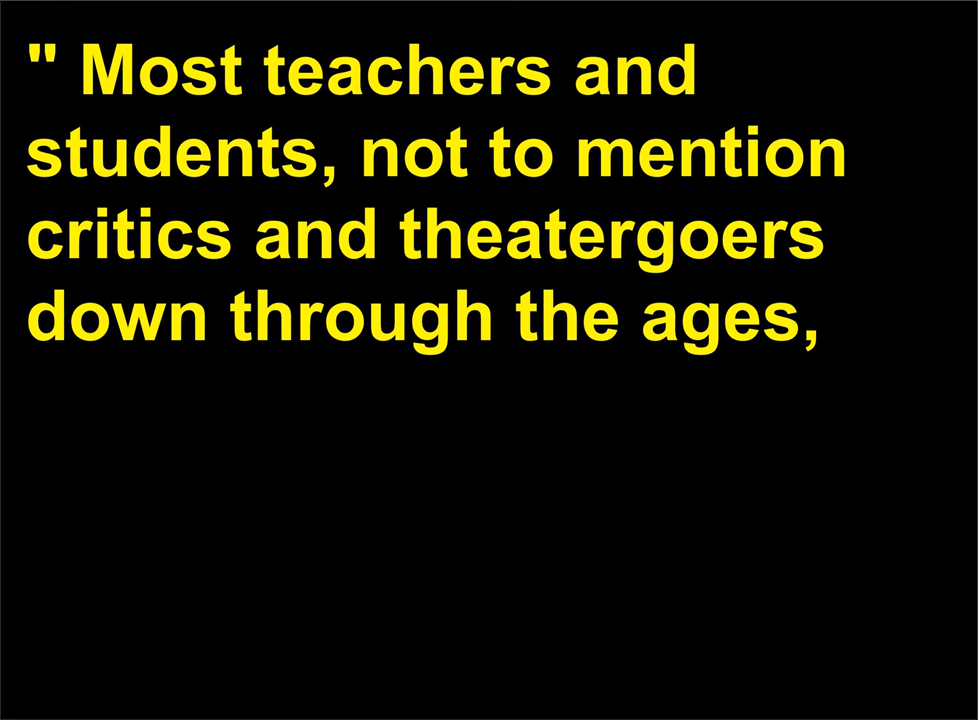 " Most teachers and
students, not to mention
critics and theatergoers
down through the ages,